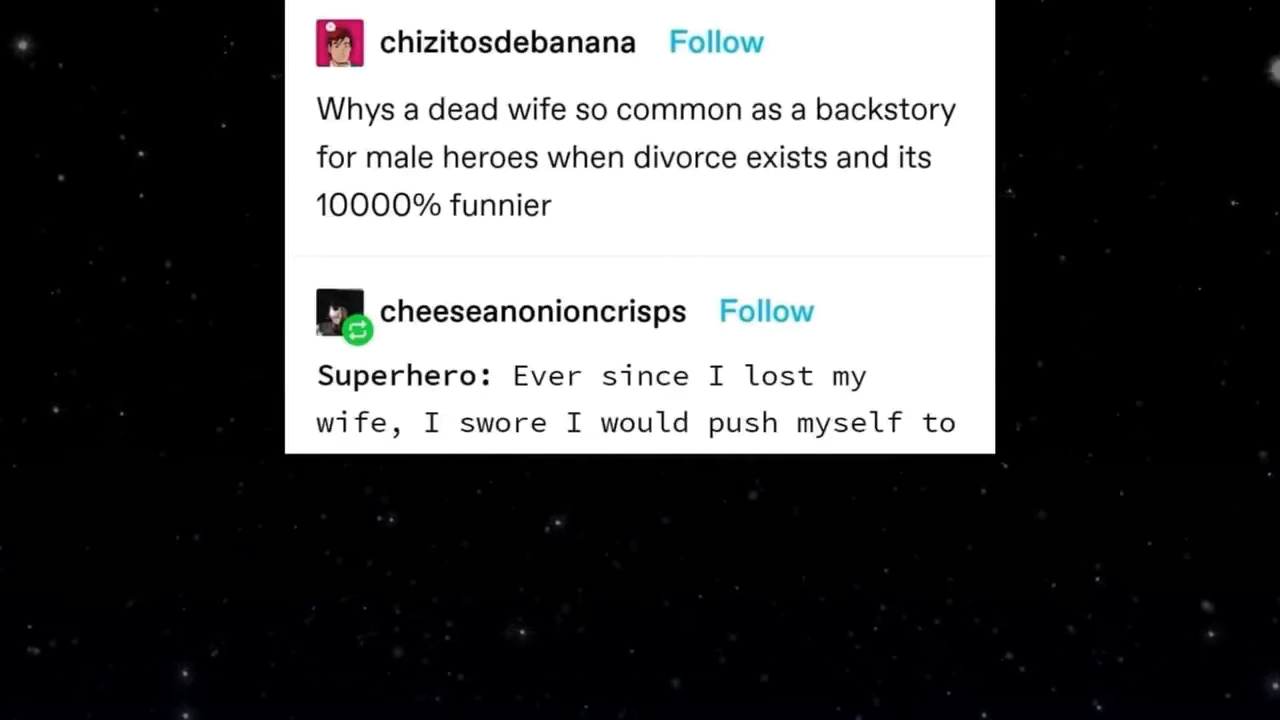 chizitosdebanana Follow
Whys a dead wife so common as a backstory
for male heroes when divorce exists and its
10000% funnier
cheeseanonioncrisps Follow
Superhero: Ever since I lost my
wife, I swore I would push myself to